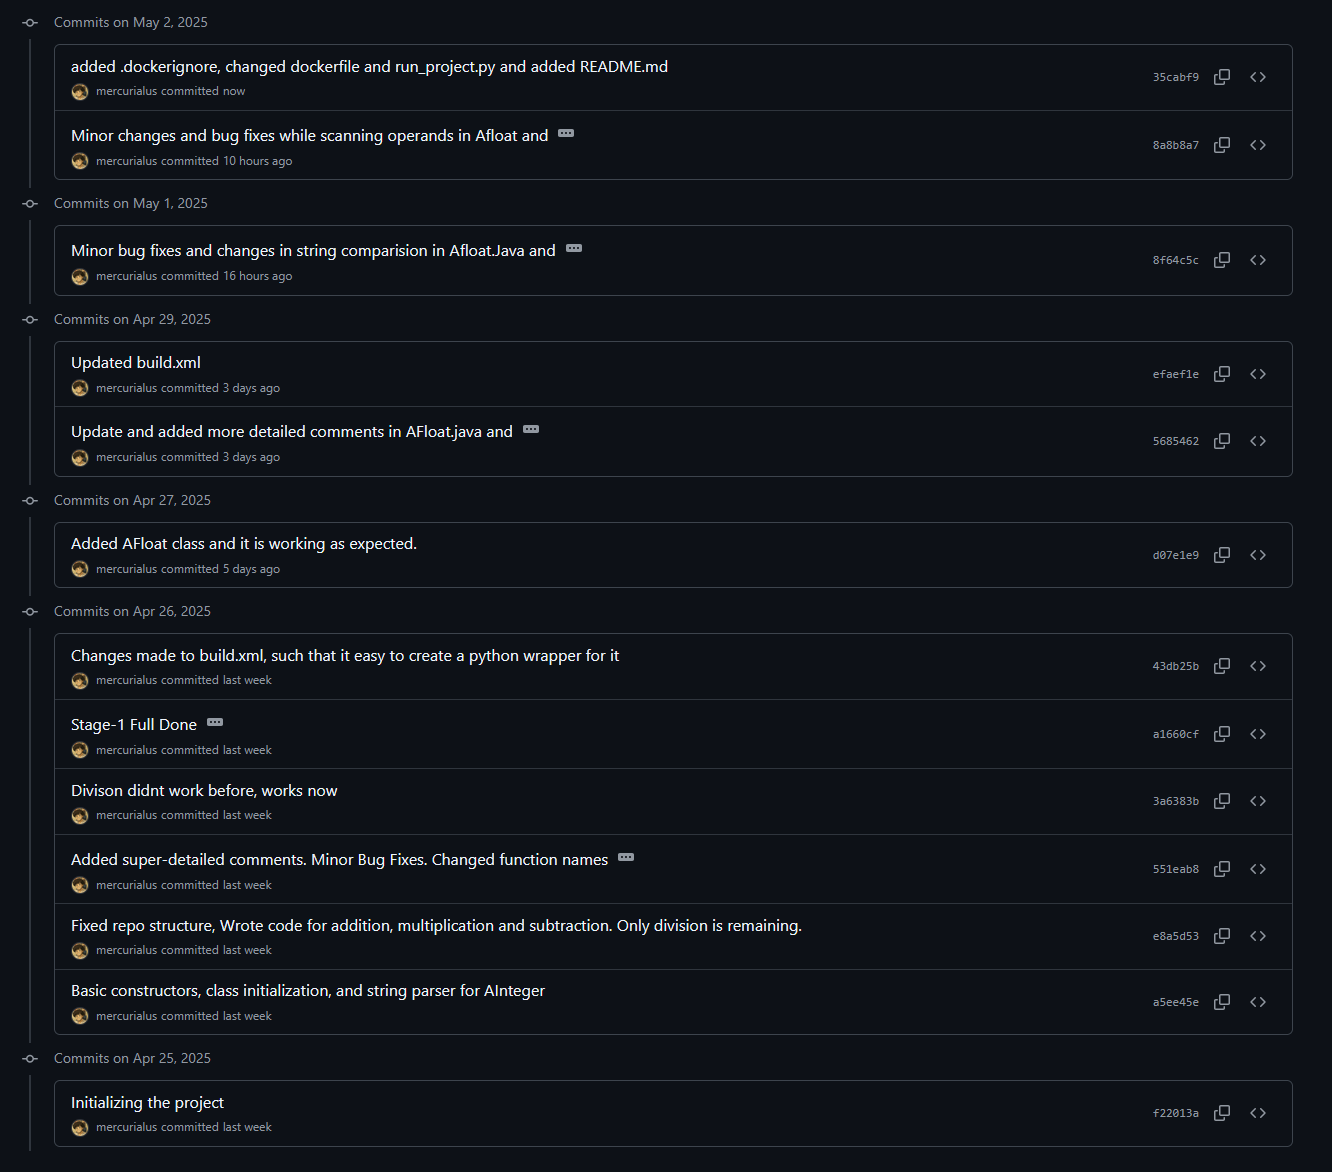 Commits on May 2, 2025
added .dockerignore, changed dockerfile and run_project.py and added README.md
mercurialus committed now
35cabf9
Minor changes and bug fixes while scanning operands in Afloat and
mercurialus committed 10 hours ago
8a8b8a7
Commits on May 1, 2025
Minor bug fixes and changes in string comparision in Afloat.Java and
mercurialus committed 16 hours ago
8f64c5c
Commits on Apr 29, 2025
Updated build.xml
mercurialus committed 3 days ago
efaef1e
Update and added more detailed comments in AFloat.java and
mercurialus committed 3 days ago
5685462
Commits on Apr 27, 2025
Added AFloat class and it is working as expected.
mercurialus committed 5 days ago
d07e1e9
Commits on Apr 26, 2025
Changes made to build.xml, such that it easy to create a python wrapper for it
mercurialus committed last week
43db25b
Stage-1 Full Done
mercurialus committed last week
a1660cf
Divison didnt work before, works now
mercurialus committed last week
3a6383b
Added super-detailed comments. Minor Bug Fixes. Changed function names
mercurialus committed last week
551eab8
Fixed repo structure, Wrote code for addition, multiplication and subtraction. Only division is remaining.
mercurialus committed last week
e8a5d53
Basic constructors, class initialization, and string parser for AInteger
mercurialus committed last week
a5ee45e
Commits on Apr 25, 2025
Initializing the project
mercurialus committed last week
f22013a